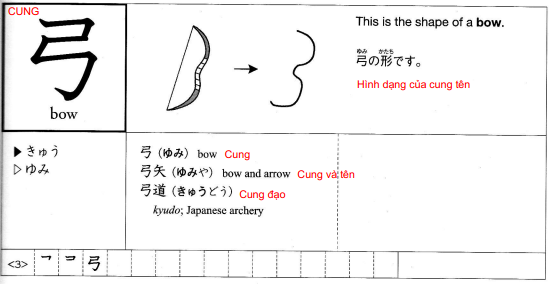 CUNG
弓
bow
This is the shape of a bow.
ゆみ かたち
弓の形です。
Hình dạng của cung tên
▶きゅう
▷ゆみ
弓(ゆみ) bow Cung
弓矢(ゆみや) bow and arrow Cung và tên
弓道(きゅうどう) Cung đạo
kyudo; Japanese archery
<3> ㇕ コ 弓